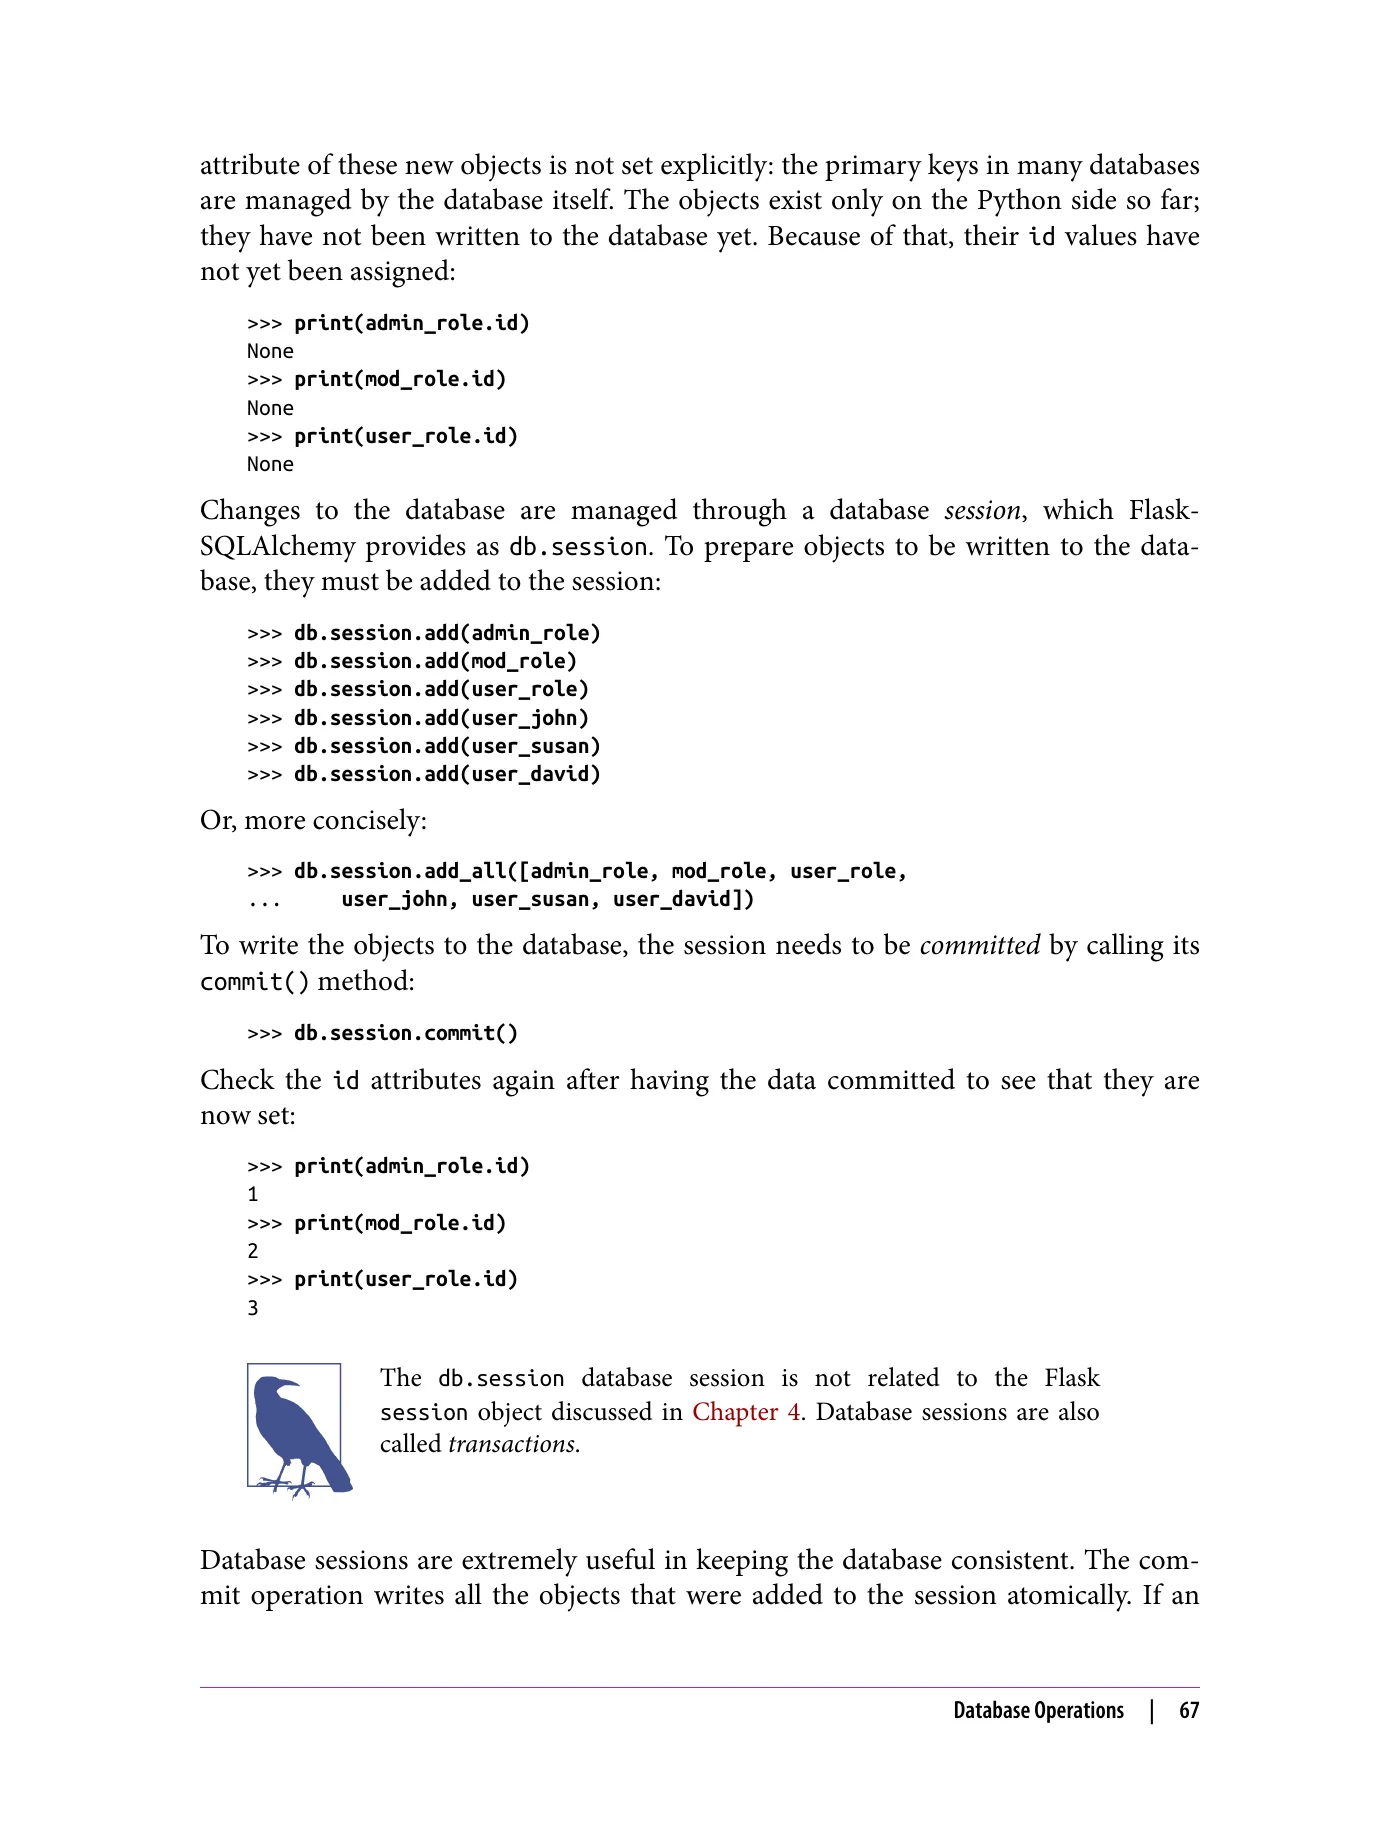 attribute of these new objects is not set explicitly: the primary keys in many databases
are managed by the database itself. The objects exist only on the Python side so far;
they have not been written to the database yet. Because of that, their id values have
not yet been assigned:
>>> print(admin_role.id)
None
>>> print(mod_role.id)
None
>>> print(user_role.id)
None
Changes to the database are managed through a database session, which Flask-
SQLAlchemy provides as db.session. To prepare objects to be written to the data-
base, they must be added to the session:
>>> db.session.add(admin_role)
>>> db.session.add(mod_role)
>>> db.session.add(user_role)
>>> db.session.add(user_john)
>>> db.session.add(user_susan)
>>> db.session.add(user_david)
Or, more concisely:
>>> db.session.add_all([admin_role, mod_role, user_role,
...     user_john, user_susan, user_david])
To write the objects to the database, the session needs to be committed by calling its
commit() method:
>>> db.session.commit()
Check the id attributes again after having the data committed to see that they are
now set:
>>> print(admin_role.id)
1
>>> print(mod_role.id)
2
>>> print(user_role.id)
3
The db.session database session is not related to the Flask
session object discussed in Chapter 4. Database sessions are also
called transactions.
Database sessions are extremely useful in keeping the database consistent. The com-
mit operation writes all the objects that were added to the session atomically. If an
Database Operations | 67